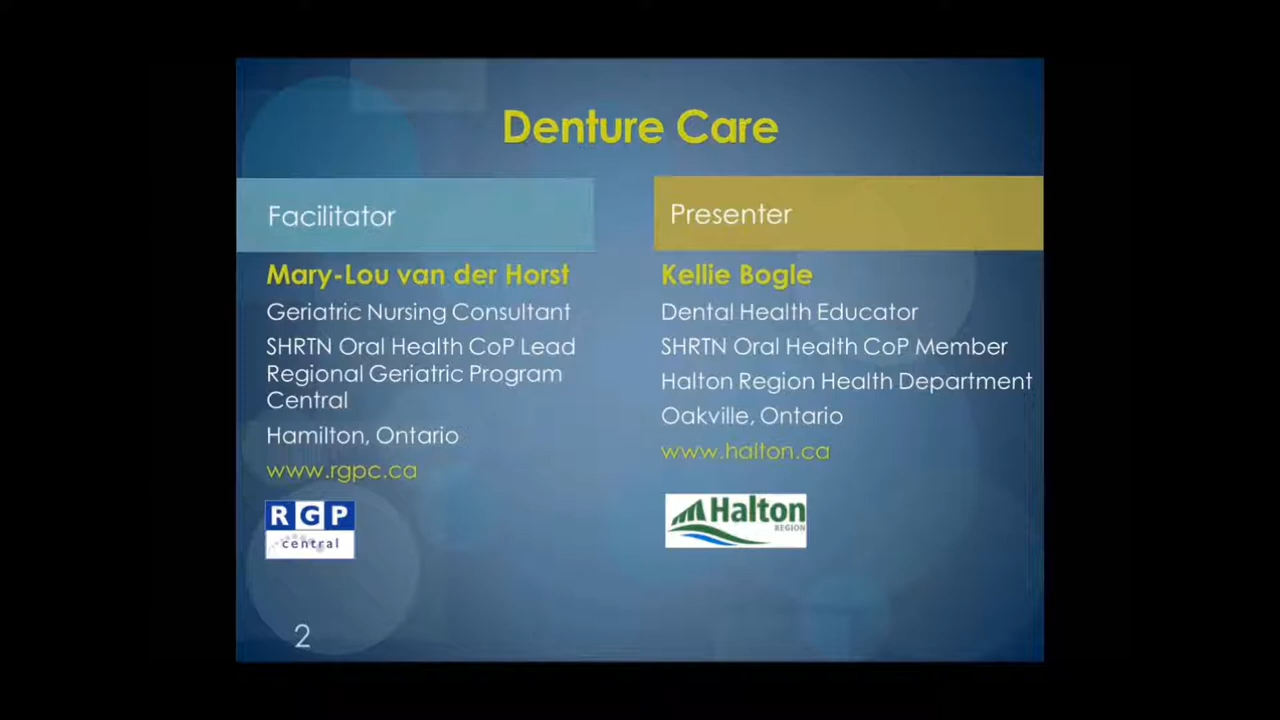 Denture Care
Facilitator
Mary-Lou van der Horst
Geriatric Nursing Consultant
SHRTN Oral Health CoP Lead
Regional Geriatric Program
Central
Hamilton, Ontario
www.rgpc.ca
RGP
central
Presenter
Kellie Bogle
Dental Health Educator
SHRTN Oral Health CoP Member
Halton Region Health Department
Oakville, Ontario
www.halton.ca
Halton
REGION
2